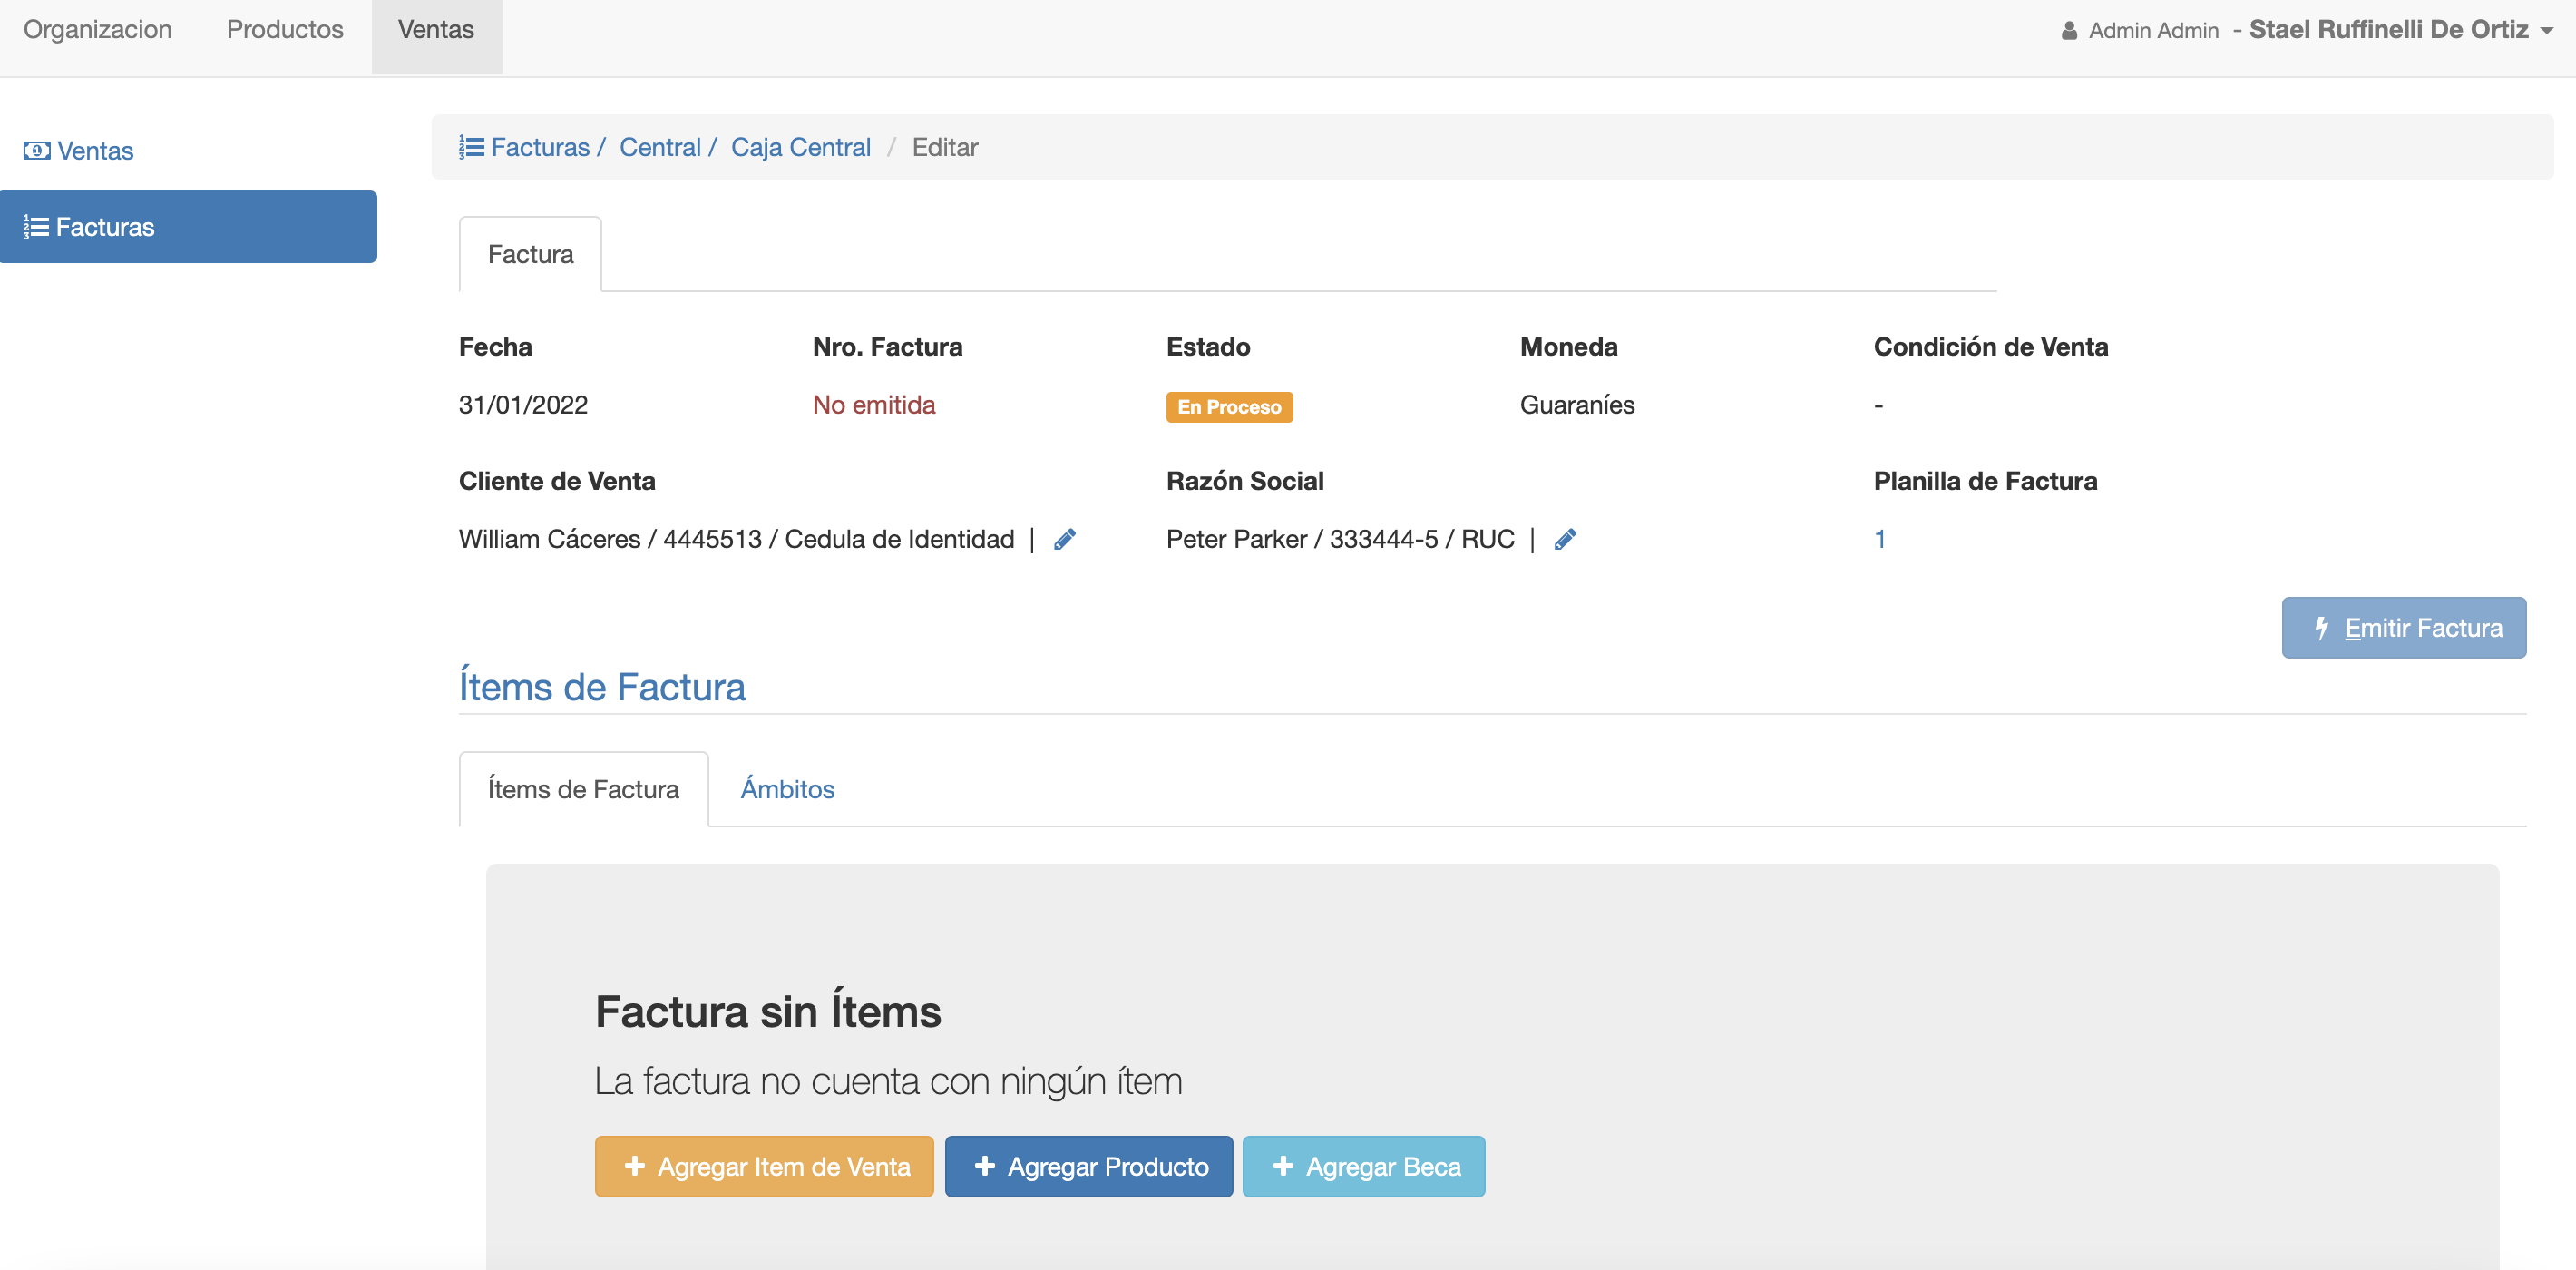 Organizacion Productos Ventas Admin Admin - Stael Ruffinelli De Ortiz
Ventas
Facturas
Facturas / Central / Caja Central / Editar
Factura
Fecha Nro. Factura Estado Moneda Condición de Venta
31/01/2022 No emitida En Proceso Guaraníes -
Cliente de Venta Razón Social Planilla de Factura
William Cáceres / 4445513 / Cedula de Identidad | Peter Parker / 333444-5 / RUC | 1
Emitir Factura
Ítems de Factura
Ítems de Factura Ámbitos
Factura sin Ítems
La factura no cuenta con ningún ítem
+ Agregar Item de Venta + Agregar Producto + Agregar Beca